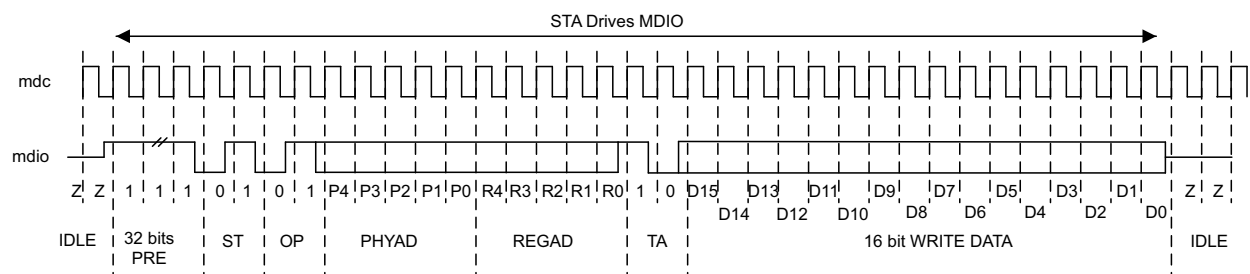 STA Drives MDIO
mdc
mdio
Z Z 1 1 1 0 1 0 1 P4 P3 P2 P1 P0 R4 R3 R2 R1 R0 1 0 D15 D13 D11 D9 D7 D5 D3 D1 Z Z
D14 D12 D10 D8 D6 D4 D2 D0
IDLE 32 bits ST OP PHYAD REGAD TA 16 bit WRITE DATA IDLE
PRE